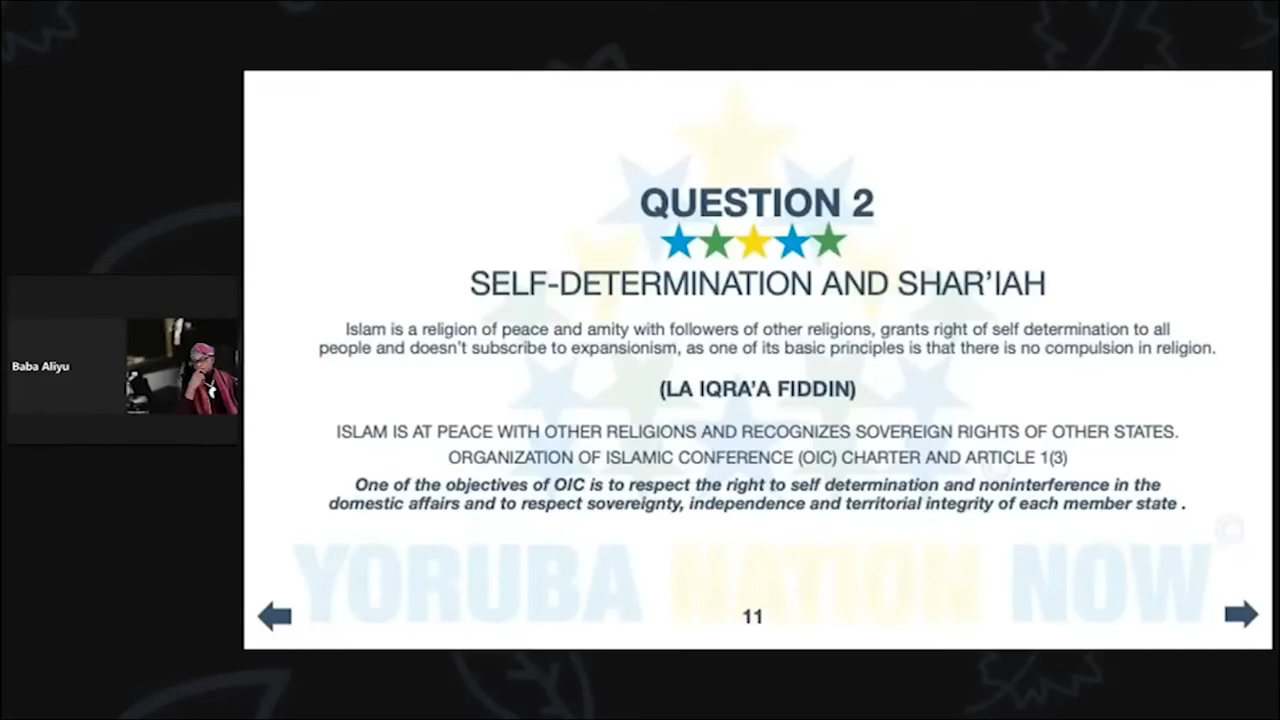 QUESTION 2
SELF-DETERMINATION AND SHAR'IAH
Islam is a religion of peace and amity with followers of other religions, grants right of self determination to all
people and doesn't subscribe to expansionism, as one of its basic principles is that there is no compulsion in religion.
(LA IQRA'A FIDDIN)
ISLAM IS AT PEACE WITH OTHER RELIGIONS AND RECOGNIZES SOVEREIGN RIGHTS OF OTHER STATES.
ORGANIZATION OF ISLAMIC CONFERENCE (OIC) CHARTER AND ARTICLE 1(3)
One of the objectives of OIC is to respect the right to self determination and noninterference in the
domestic affairs and to respect sovereignty, independence and territorial integrity of each member state .
YORUBA NATION NOW
11
Baba Aliyu